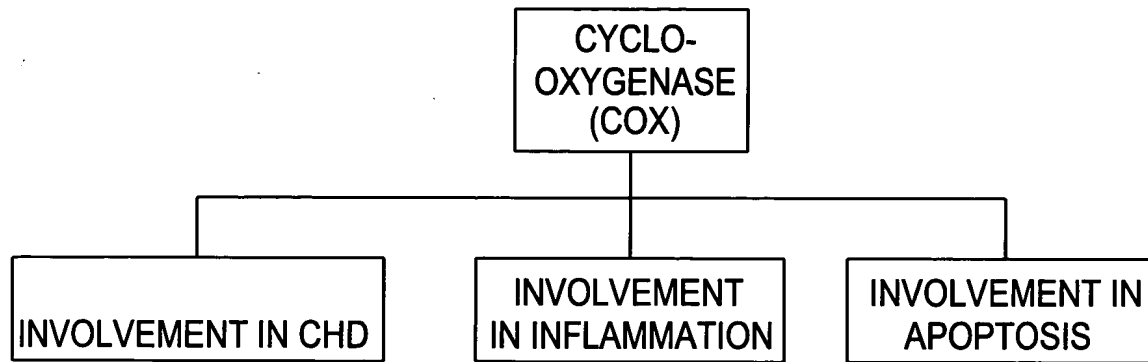 CYCLO-
OXYGENASE
(COX)
INVOLVEMENT IN CHD
INVOLVEMENT
IN INFLAMMATION
INVOLVEMENT IN
APOPTOSIS